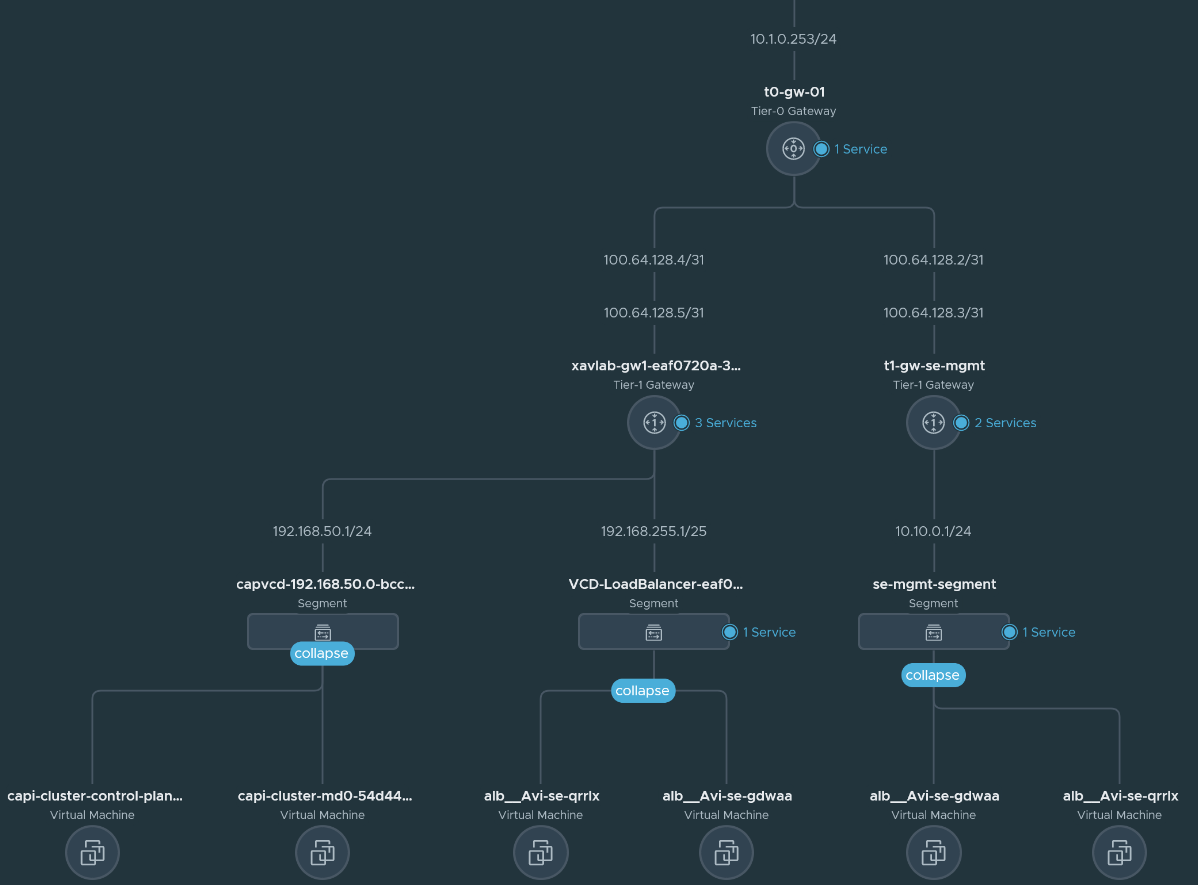 10.1.0.253/24
t0-gw-01
Tier-0 Gateway
0
1 Service
100.64.128.4/31
100.64.128.2/31
100.64.128.5/31
100.64.128.3/31
xavlab-gw1-eaf0720a-3...
t1-gw-se-mgmt
Tier-1 Gateway
Tier-1 Gateway
1
3 Services
1
2 Services
192.168.50.1/24
192.168.255.1/25
10.10.0.1/24
capvcd-192.168.50.0-bcc...
VCD-LoadBalancer-eaf0...
se-mgmt-segment
Segment
Segment
Segment
1 Service
1 Service
collapse
collapse
collapse
capi-cluster-control-plan...
capi-cluster-md0-54d44...
alb__Avi-se-qrrlx
alb__Avi-se-gdwaa
alb__Avi-se-gdwaa
alb__Avi-se-qrrlx
Virtual Machine
Virtual Machine
Virtual Machine
Virtual Machine
Virtual Machine
Virtual Machine